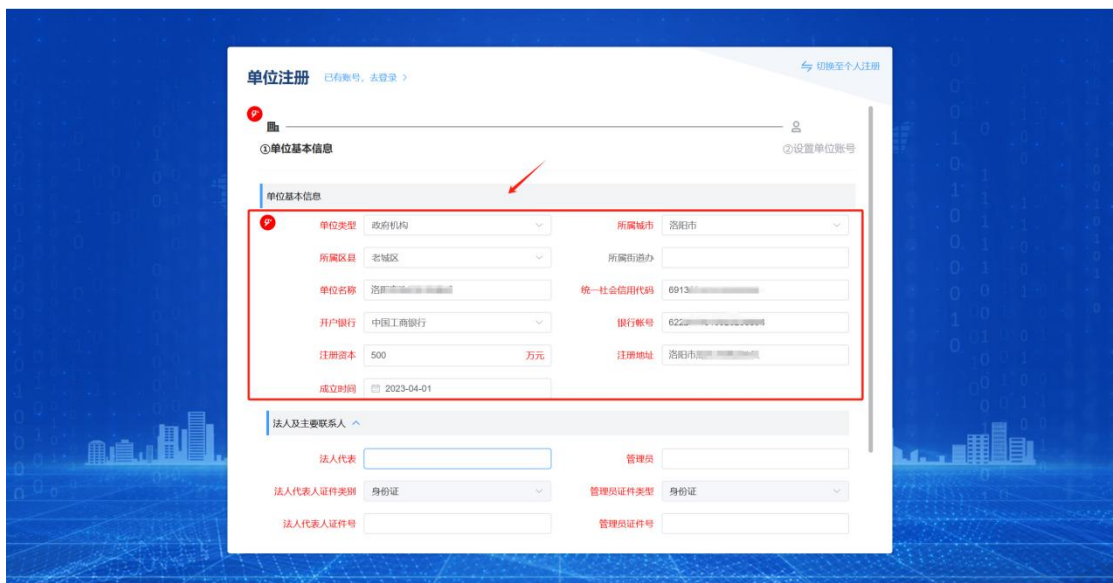 单位注册 已有账号，去登录 >
切换至个人注册
①单位基本信息 ②设置单位账号
单位基本信息
单位类型 政府机构 所属城市 洛阳市
所属区县 老城区 所属街道办
单位名称 洛阳 统一社会信用代码 6913
开户银行 中国工商银行 银行帐号
注册资本 500 万元 注册地址 洛阳市
成立时间 2023-04-01
法人及主要联系人
法人代表 管理员
法人代表人证件类别 身份证 管理员证件类型 身份证
法人代表人证件号 管理员证件号